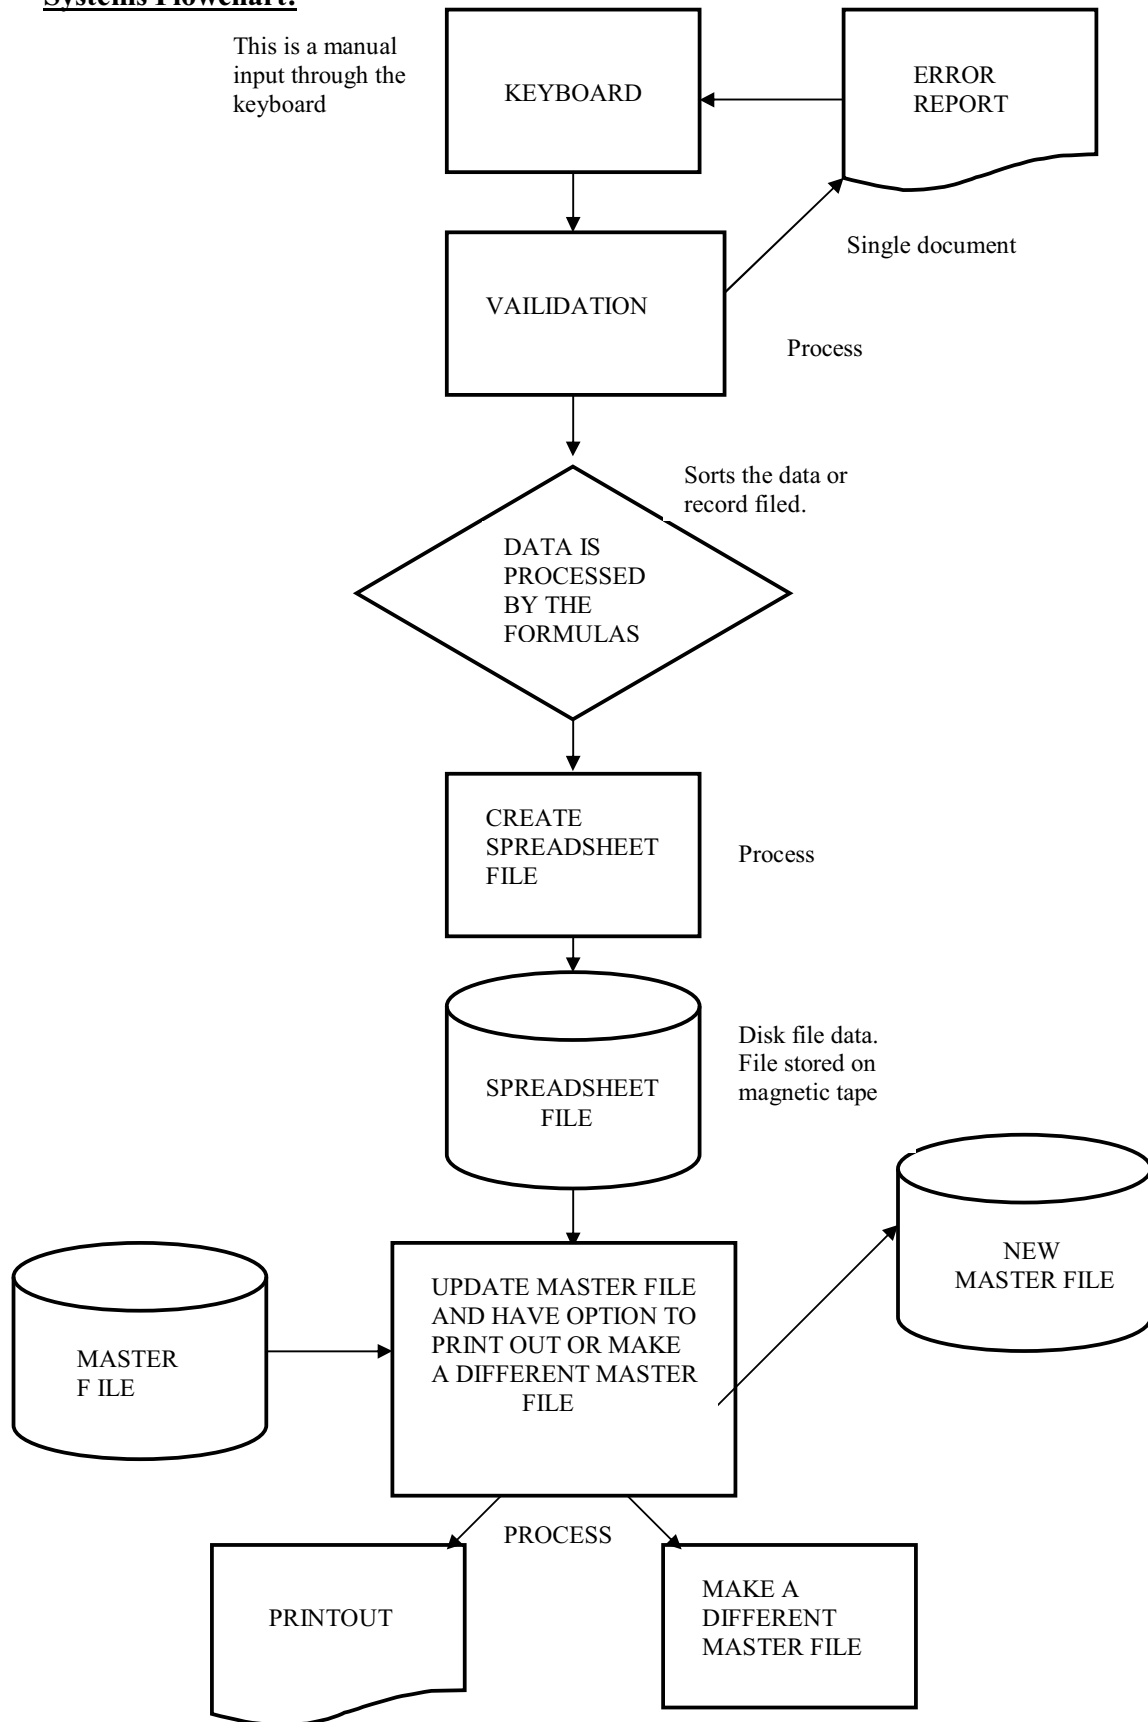 Systems Flowchart:
This is a manual
input through the
keyboard
KEYBOARD
ERROR
REPORT
Single document
VAILIDATION
Process
Sorts the data or
record filed.
DATA IS
PROCESSED
BY THE
FORMULAS
CREATE
SPREADSHEET
FILE
Process
Disk file data.
File stored on
magnetic tape
SPREADSHEET
FILE
NEW
MASTER FILE
UPDATE MASTER FILE
AND HAVE OPTION TO
PRINT OUT OR MAKE
A DIFFERENT MASTER
FILE
MASTER
F ILE
PROCESS
PRINTOUT
MAKE A
DIFFERENT
MASTER FILE